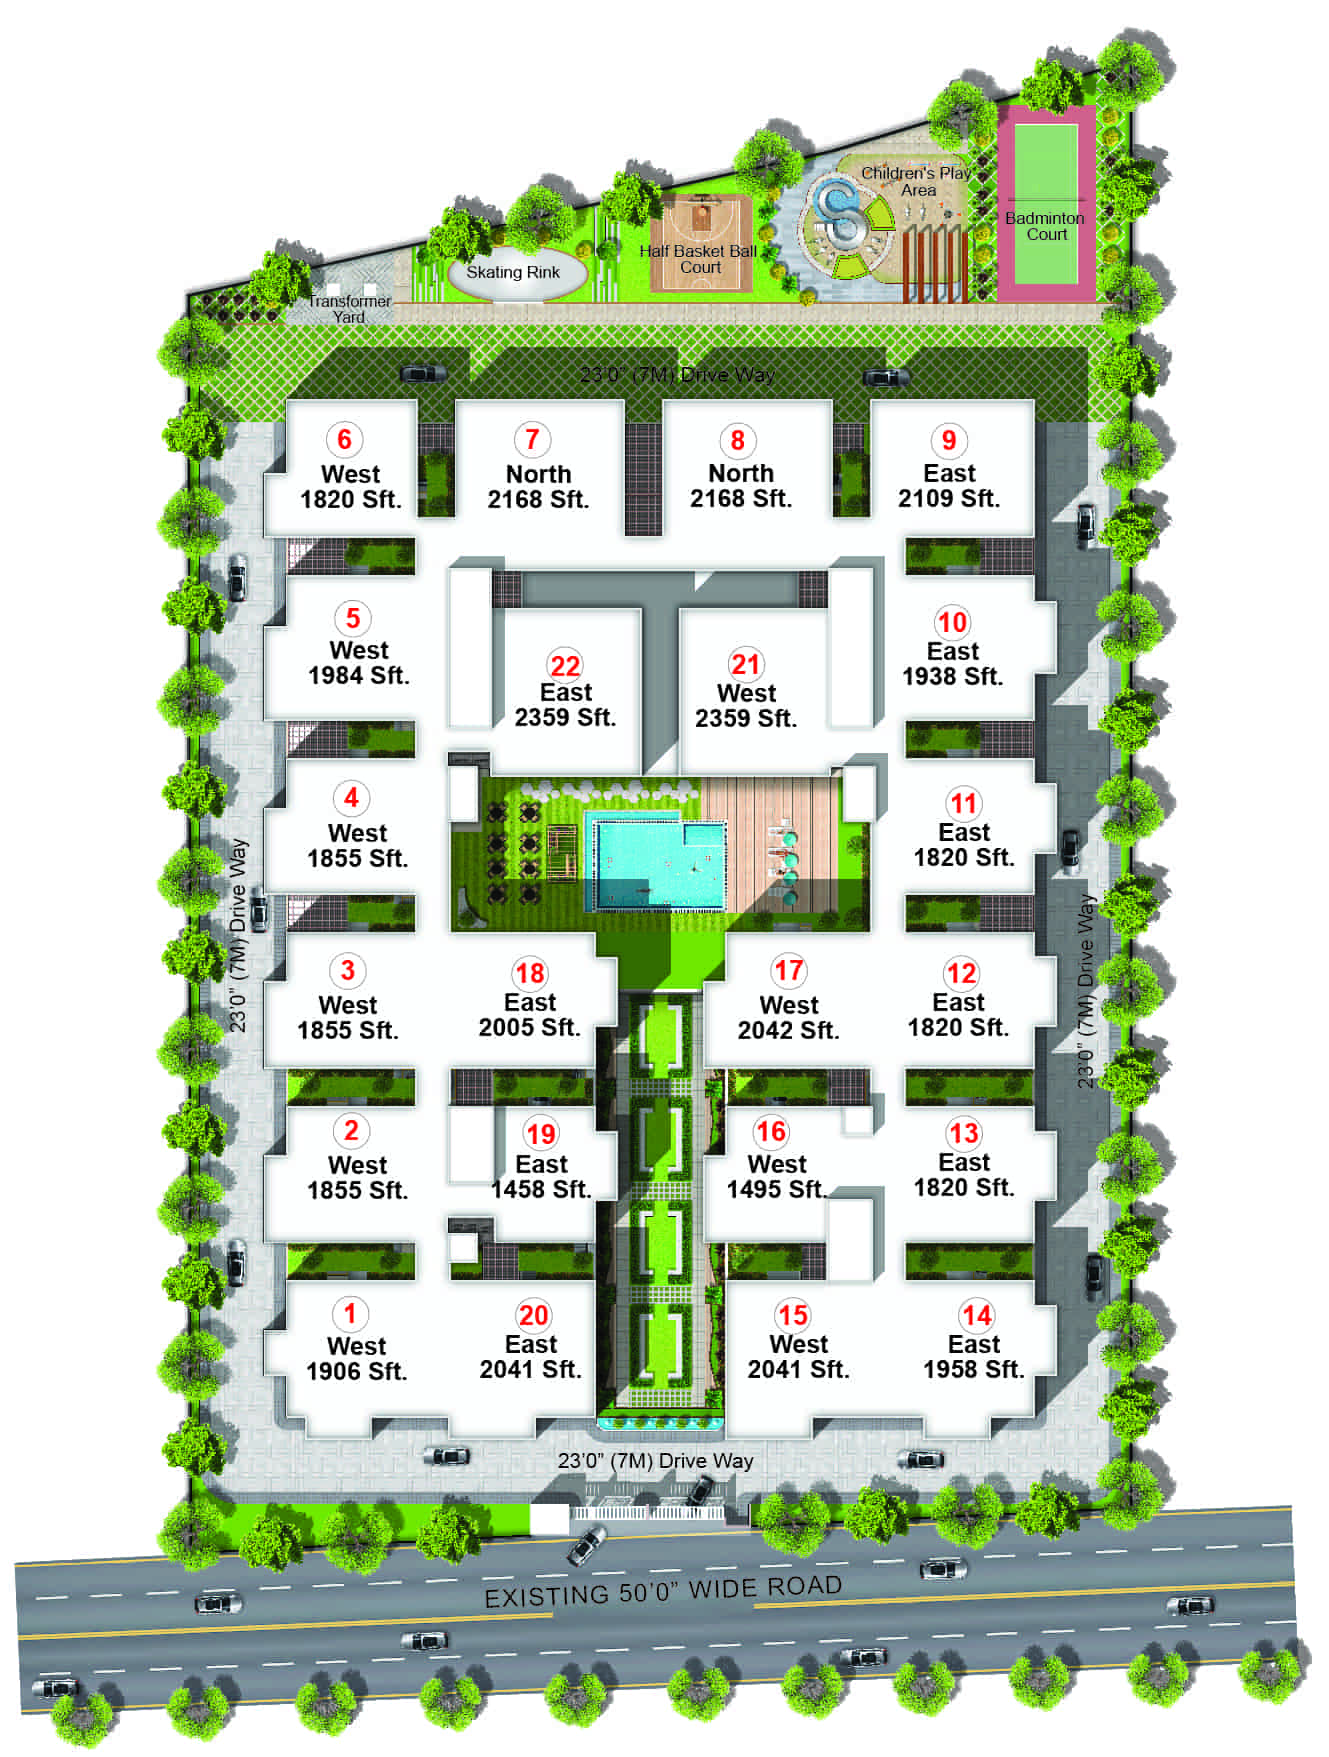 Children's Play
Area
Badminton
Court
Half Basket Ball
Court
Skating Rink
Transformer
Yard
23'0" (7M) Drive Way
6
West
1820 Sft.
7
North
2168 Sft.
8
North
2168 Sft.
9
East
2109 Sft.
5
West
1984 Sft.
22
East
2359 Sft.
21
West
2359 Sft.
10
East
1938 Sft.
4
West
1855 Sft.
11
East
1820 Sft.
23'0" (7M) Drive Way
23'0" (7M) Drive Way
3
West
1855 Sft.
18
East
2005 Sft.
17
West
2042 Sft.
12
East
1820 Sft.
2
West
1855 Sft.
19
East
1458 Sft.
16
West
1495 Sft.
13
East
1820 Sft.
1
West
1906 Sft.
20
East
2041 Sft.
15
West
2041 Sft.
14
East
1958 Sft.
23'0" (7M) Drive Way
EXISTING 50'0" WIDE ROAD